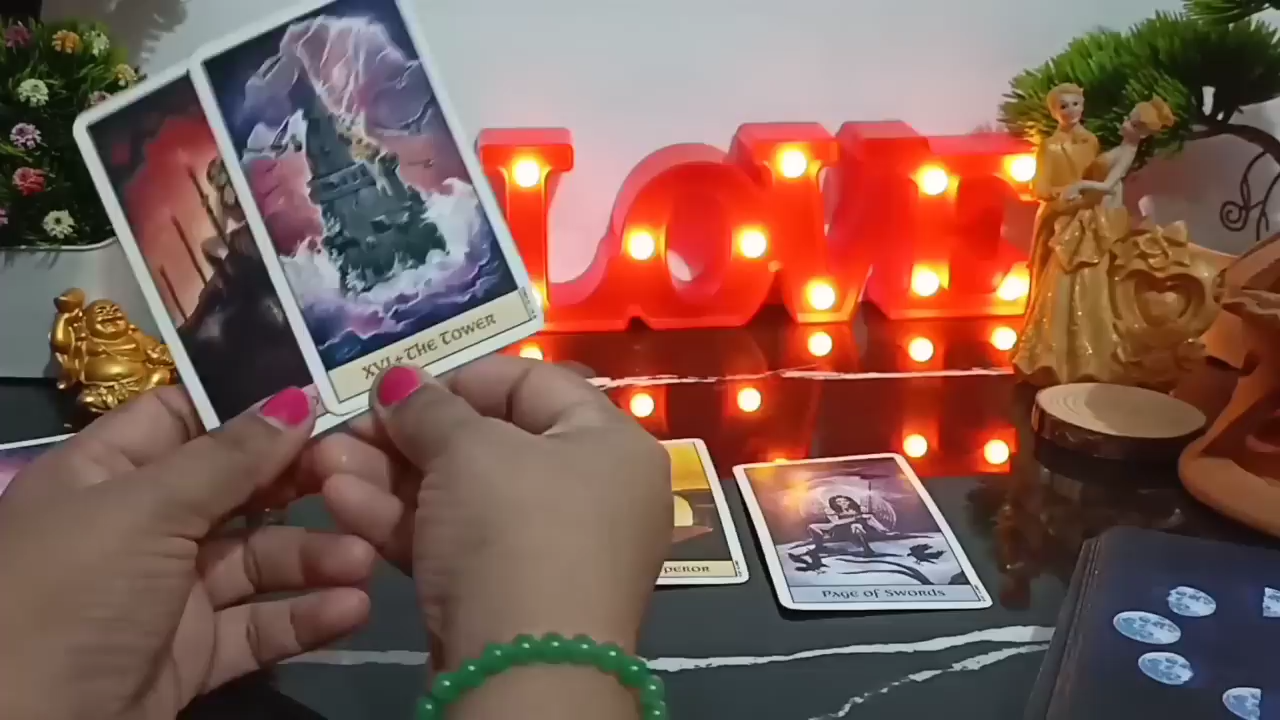 LOVE
XVI + THE TOWER
PEROR
PAGE OF SWORDS